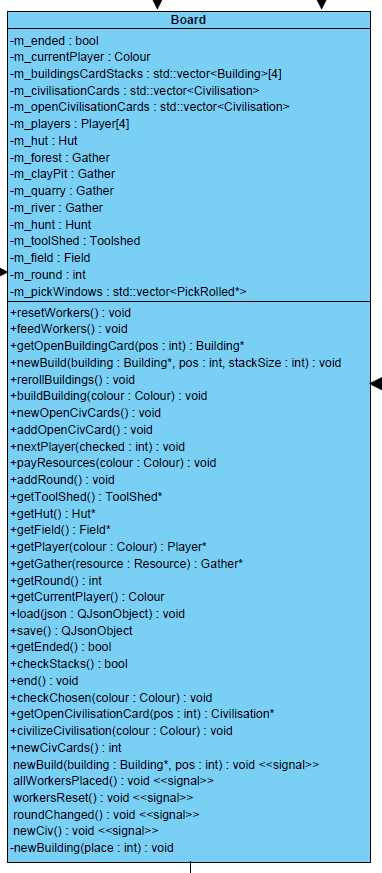 Board
-m_ended : bool
-m_currentPlayer : Colour
-m_buildingsCardStacks : std::vector<Building>[4]
-m_civilisationCards : std::vector<Civilisation>
-m_openCivilisationCards : std::vector<Civilisation>
-m_players : Player[4]
-m_hut : Hut
-m_forest : Gather
-m_clayPit : Gather
-m_quarry : Gather
-m_river : Gather
-m_hunt : Hunt
-m_toolShed : Toolshed
-m_field : Field
-m_round : int
-m_pickWindows : std::vector<PickRolled*>
+resetWorkers() : void
+feedWorkers() : void
+getOpenBuildingCard(pos : int) : Building*
+newBuild(building : Building*, pos : int, stackSize : int) : void
+rerollBuildings() : void
+buildBuilding(colour : Colour) : void
+newOpenCivCards() : void
+addOpenCivCard() : void
+nextPlayer(checked : int) : void
+payResources(colour : Colour) : void
+addRound() : void
+getToolShed() : ToolShed*
+getHut() : Hut*
+getField() : Field*
+getPlayer(colour : Colour) : Player*
+getGather(resource : Resource) : Gather*
+getRound() : int
+getCurrentPlayer() : Colour
+load(json : QJsonObject) : void
+save() : QJsonObject
+getEnded() : bool
+checkStacks() : bool
+end() : void
+checkChosen(colour : Colour) : void
+getOpenCivilisationCard(pos : int) : Civilisation*
+civilizeCivilisation(colour : Colour) : void
+newCivCards() : int
newBuild(building : Building*, pos : int) : void <<signal>>
allWorkersPlaced() : void <<signal>>
workersReset() : void <<signal>>
roundChanged() : void <<signal>>
newCiv() : void <<signal>>
-newBuilding(place : int) : void